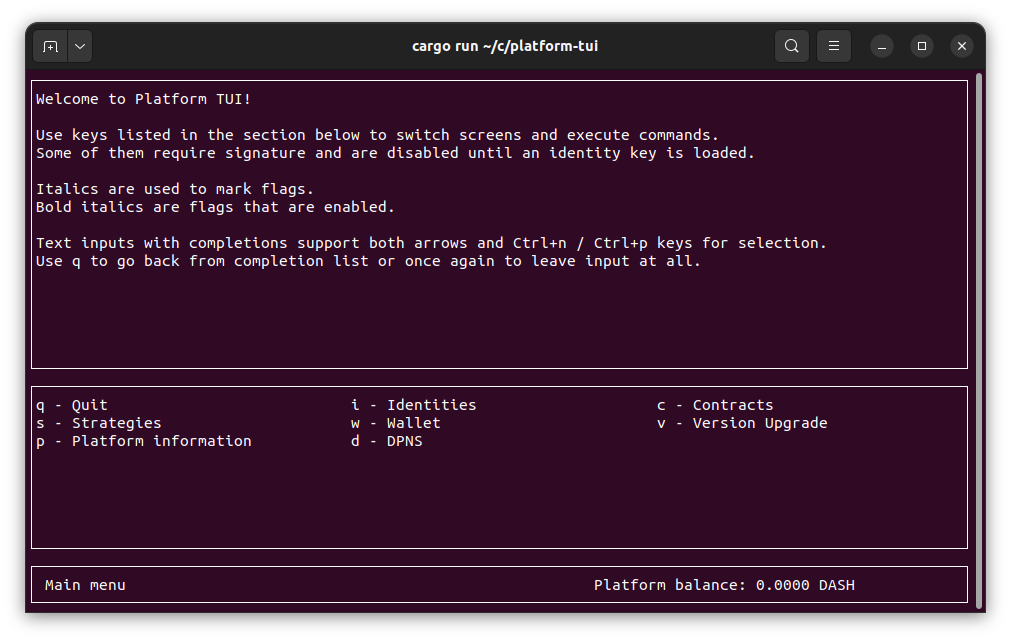 cargo run ~/c/platform-tui
Welcome to Platform TUI!
Use keys listed in the section below to switch screens and execute commands.
Some of them require signature and are disabled until an identity key is loaded.
Italics are used to mark flags.
Bold italics are flags that are enabled.
Text inputs with completions support both arrows and Ctrl+n / Ctrl+p keys for selection.
Use q to go back from completion list or once again to leave input at all.
q - Quit i - Identities c - Contracts
s - Strategies w - Wallet v - Version Upgrade
p - Platform information d - DPNS
Main menu Platform balance: 0.0000 DASH